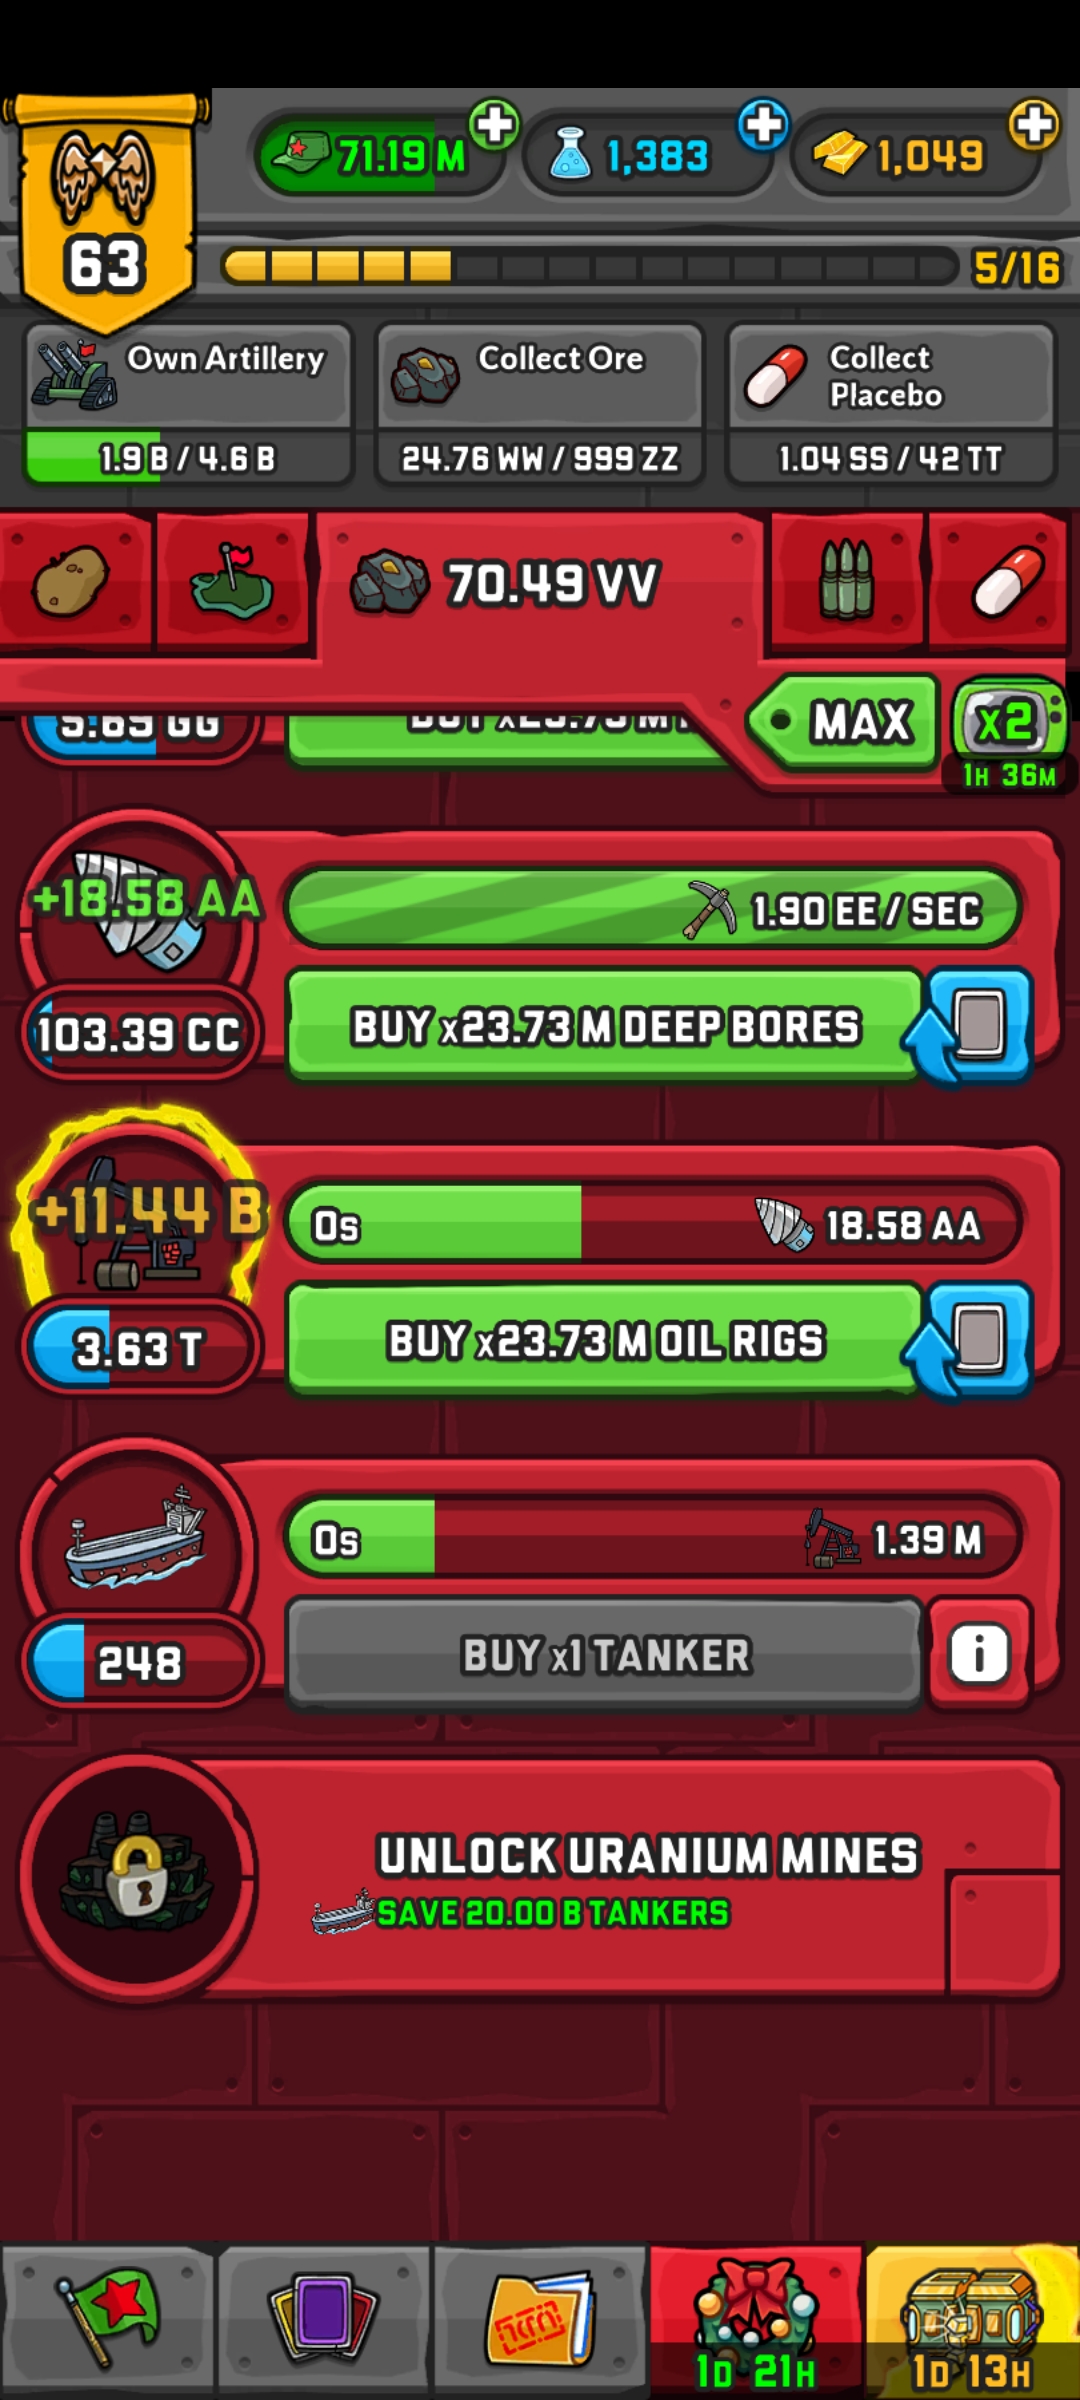 71.19 M
1,383
1,049
63
5/16
Own Artillery
1.9 B / 4.6 B
Collect Ore
24.76 WW / 999 ZZ
Collect
Placebo
1.04 SS / 42 TT
70.49 VV
MAX
x2
1H 36M
5.69 GG
+18.58 AA
1.90 EE / SEC
103.39 CC
BUY x23.73 M DEEP BORES
+11.44 B
0s
18.58 AA
3.63 T
BUY x23.73 M OIL RIGS
0s
1.39 M
248
BUY x1 TANKER
i
UNLOCK URANIUM MINES
SAVE 20.00 B TANKERS
1D 21H
1D 13H